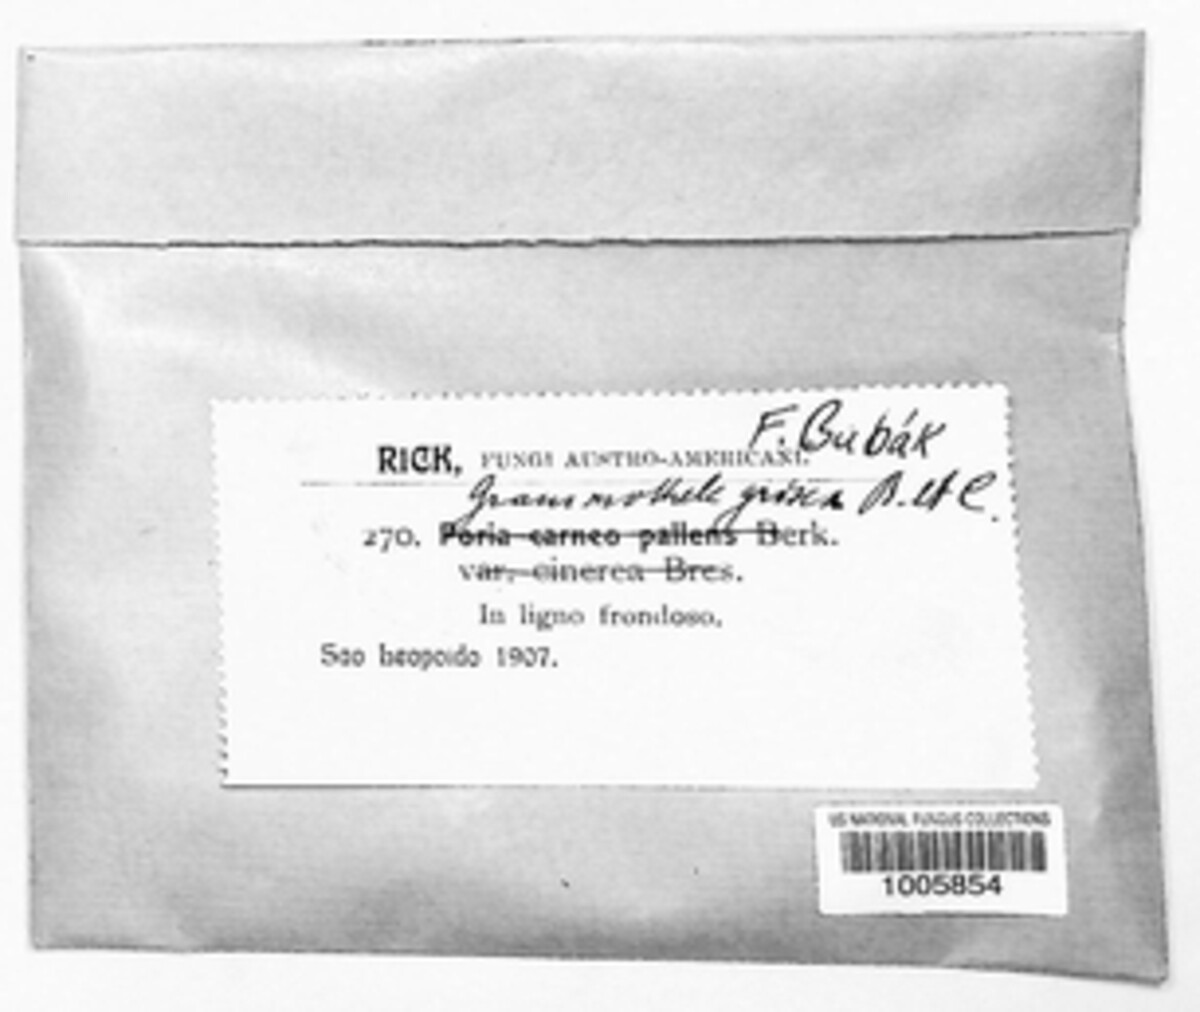 F. Bubák
RICK, FUNGI AUSTRO-AMERICANI.
Grammothele grisea B. et C.
270. Poria carneo pallens Berk.
var. cinerea Bres.
In ligno frondoso.
Sao Leopoldo 1907.
US NATIONAL FUNGUS COLLECTIONS
1005854